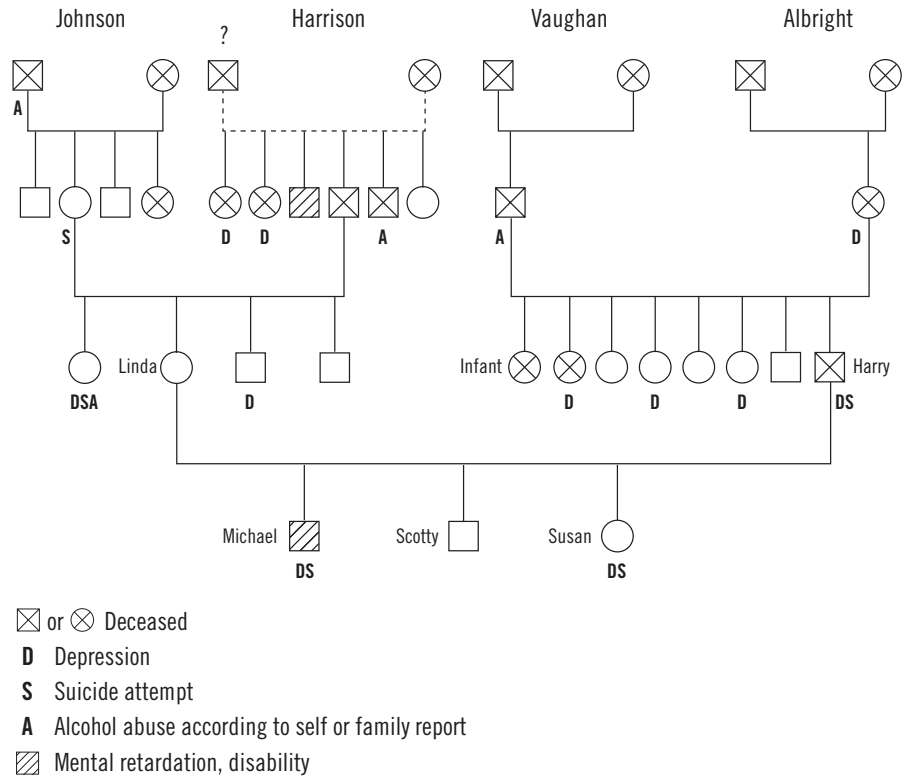 Johnson Harrison Vaughan Albright
?
A
S D D A A D
Linda Infant Harry
DSA D D D D DS
Michael Scotty Susan
DS DS
or Deceased
D Depression
S Suicide attempt
A Alcohol abuse according to self or family report
Mental retardation, disability